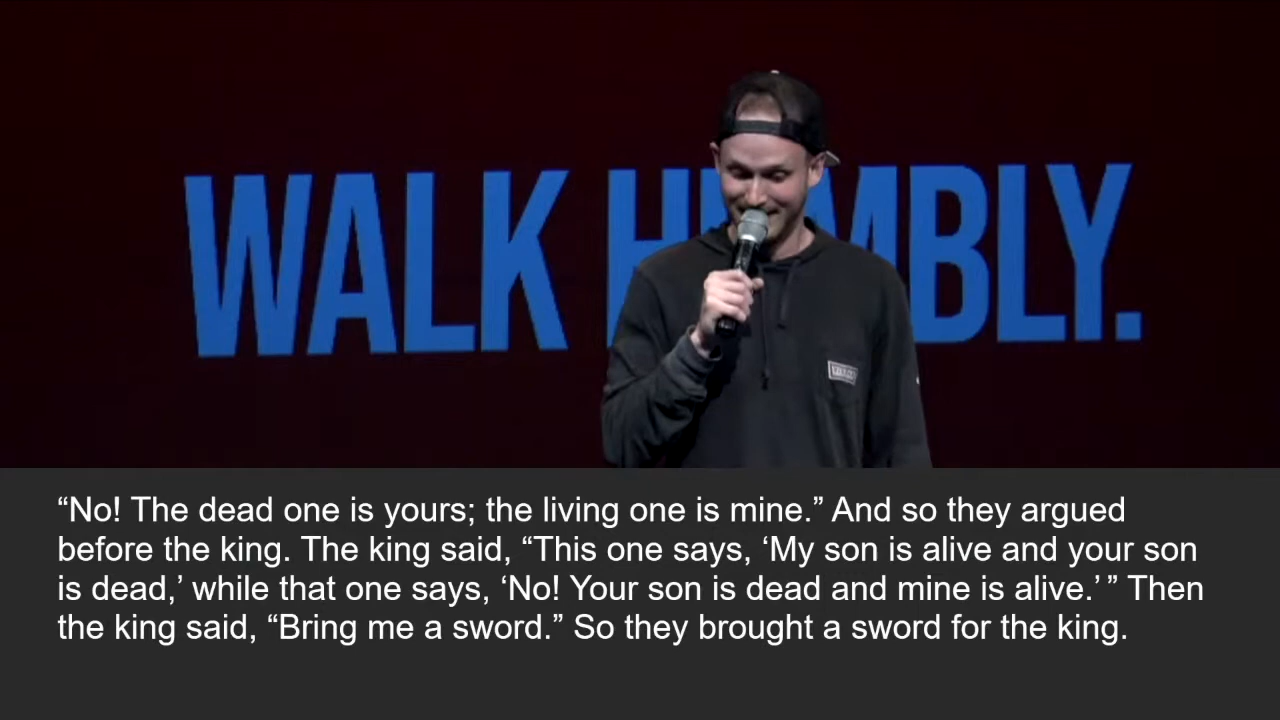 WALK HUMBLY.
“No! The dead one is yours; the living one is mine.” And so they argued
before the king. The king said, “This one says, ‘My son is alive and your son
is dead,’ while that one says, ‘No! Your son is dead and mine is alive.’ ” Then
the king said, “Bring me a sword.” So they brought a sword for the king.